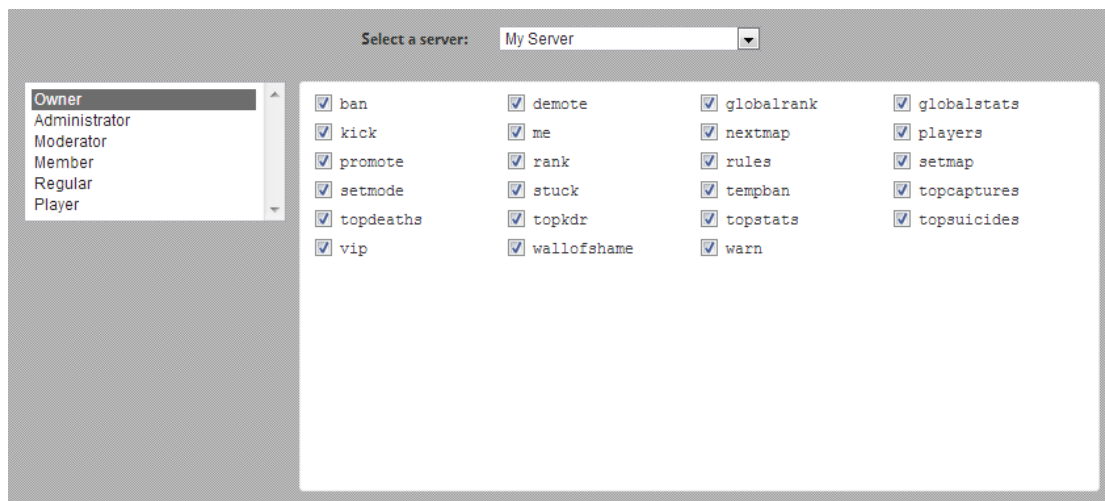 Select a server: My Server
Owner
Administrator
Moderator
Member
Regular
Player
ban demote globalrank globalstats
kick me nextmap players
promote rank rules setmap
setmode stuck tempban topcaptures
topdeaths topkdr topstats topsuicides
vip wallofshame warn